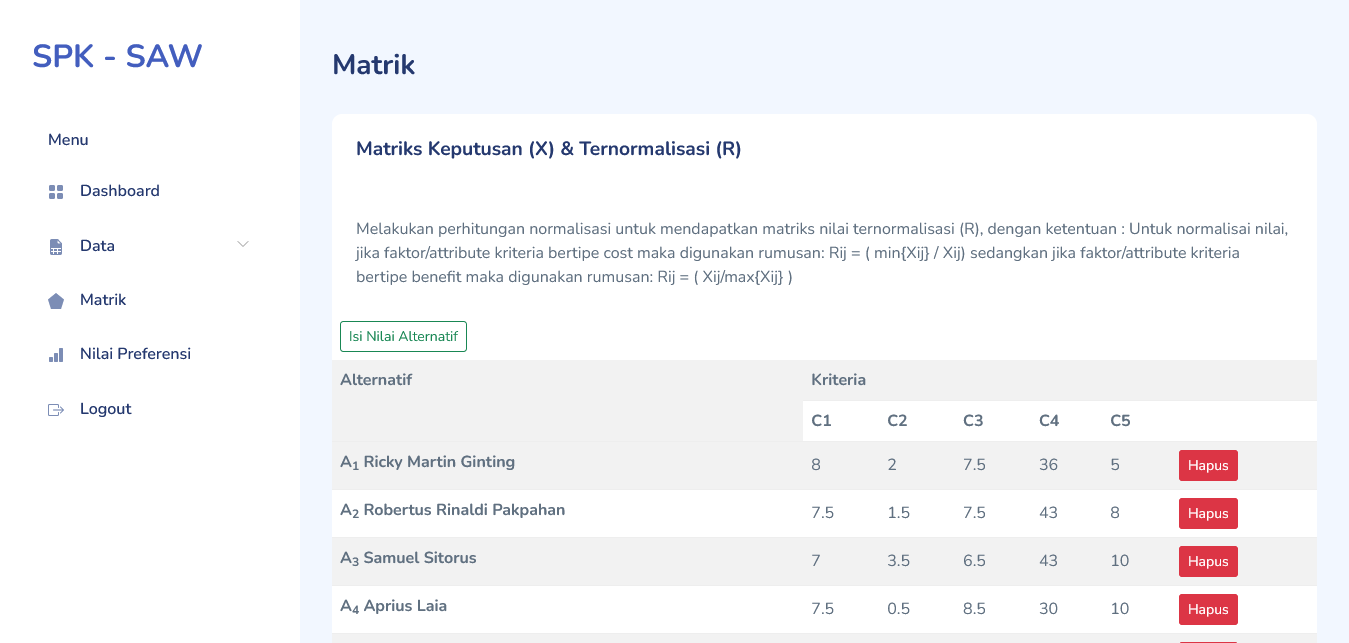 SPK - SAW
Menu
Dashboard
Data
Matrik
Nilai Preferensi
Logout
Matrik
Matriks Keputusan (X) & Ternormalisasi (R)
Melakukan perhitungan normalisasi untuk mendapatkan matriks nilai ternormalisasi (R), dengan ketentuan : Untuk normalisai nilai,
jika faktor/attribute kriteria bertipe cost maka digunakan rumusan: Rij = ( min{Xij} / Xij) sedangkan jika faktor/attribute kriteria
bertipe benefit maka digunakan rumusan: Rij = ( Xij/max{Xij} )
Isi Nilai Alternatif
Alternatif Kriteria
C1 C2 C3 C4 C5
A1 Ricky Martin Ginting 8 2 7.5 36 5 Hapus
A2 Robertus Rinaldi Pakpahan 7.5 1.5 7.5 43 8 Hapus
A3 Samuel Sitorus 7 3.5 6.5 43 10 Hapus
A4 Aprius Laia 7.5 0.5 8.5 30 10 Hapus